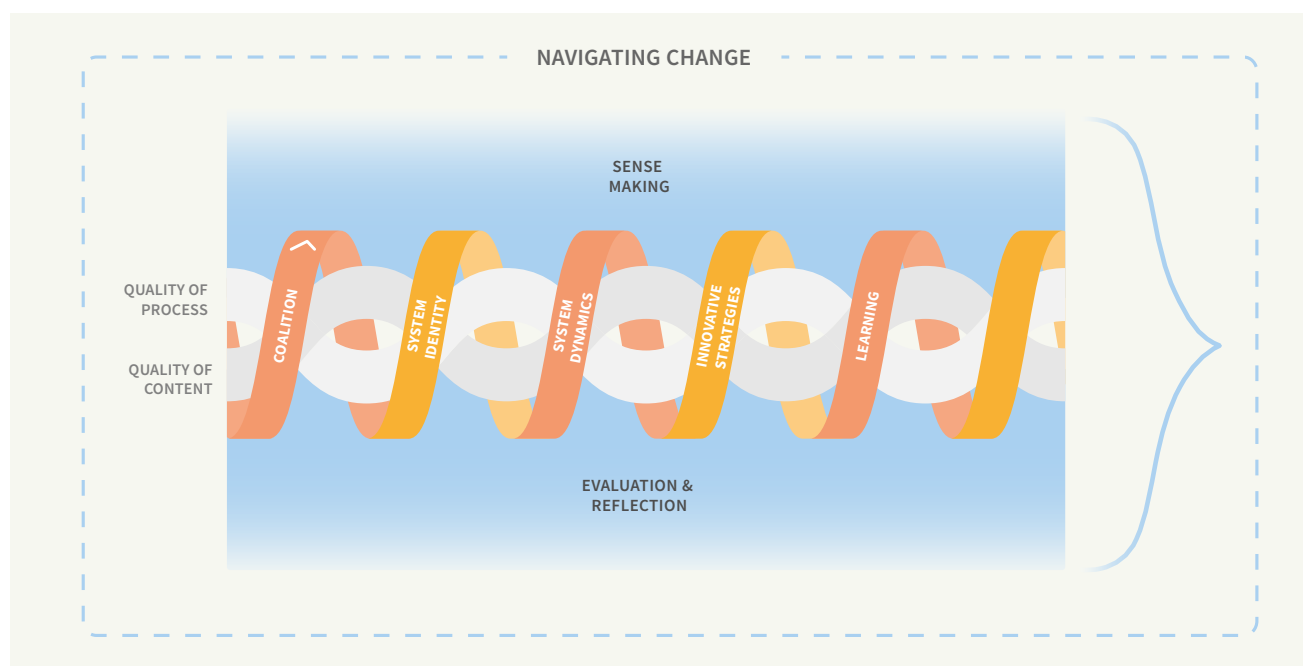 NAVIGATING CHANGE
SENSE
MAKING
QUALITY OF
PROCESS
QUALITY OF
CONTENT
COALITION
SYSTEM
IDENTITY
SYSTEM
DYNAMICS
INNOVATIVE
STRATEGIES
LEARNING
EVALUATION &
REFLECTION